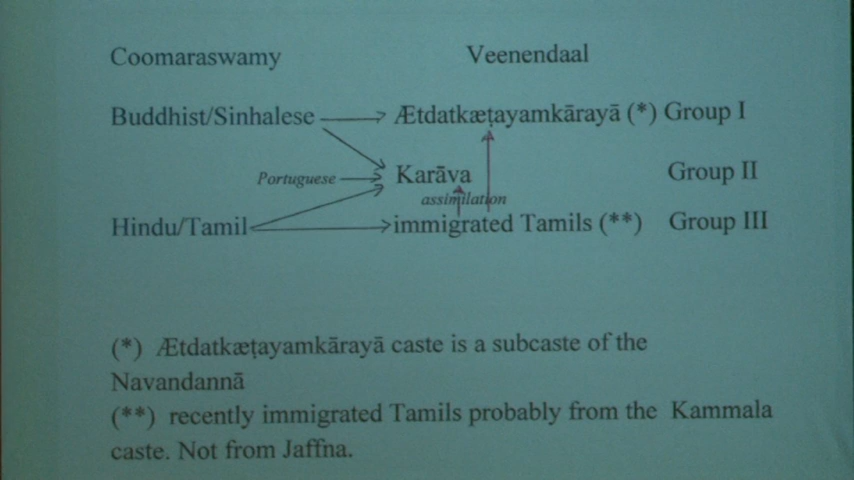 Coomaraswamy Veenendaal
Buddhist/Sinhalese Ætdatkæṭayamkārayā (*) Group I
Portuguese Karāva Group II
assimilation
Hindu/Tamil immigrated Tamils (**) Group III
(*) Ætdatkæṭayamkārayā caste is a subcaste of the
Navandannā
(**) recently immigrated Tamils probably from the Kammala
caste. Not from Jaffna.